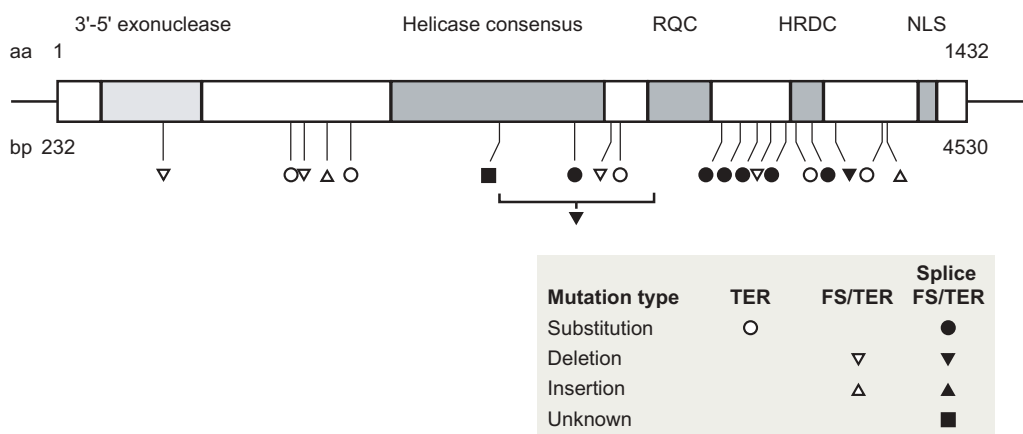 3'-5' exonuclease Helicase consensus RQC HRDC NLS
aa 1 1432
bp 232 4530
Splice
Mutation type TER FS/TER FS/TER
Substitution
Deletion
Insertion
Unknown